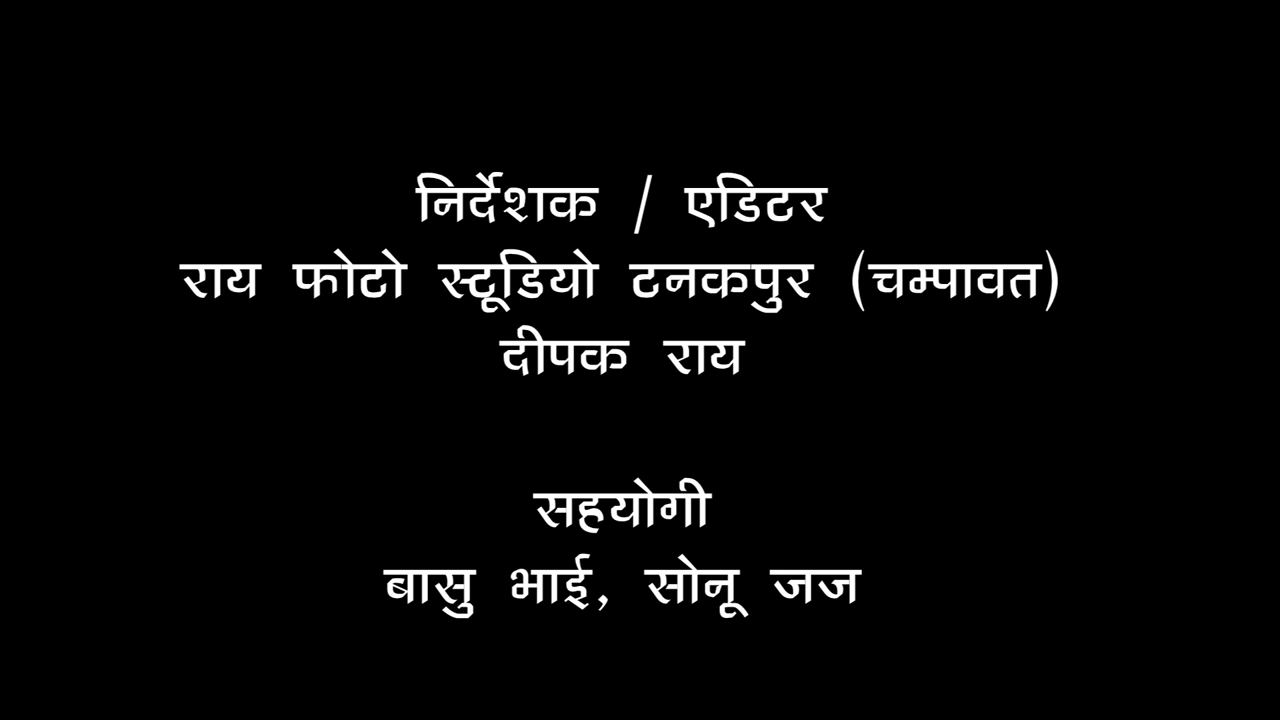 निर्देशक / एडिटर
राय फोटो स्टूडियो टनकपुर (चम्पावत)
दीपक राय
सहयोगी
बासु भाई, सोनू जज